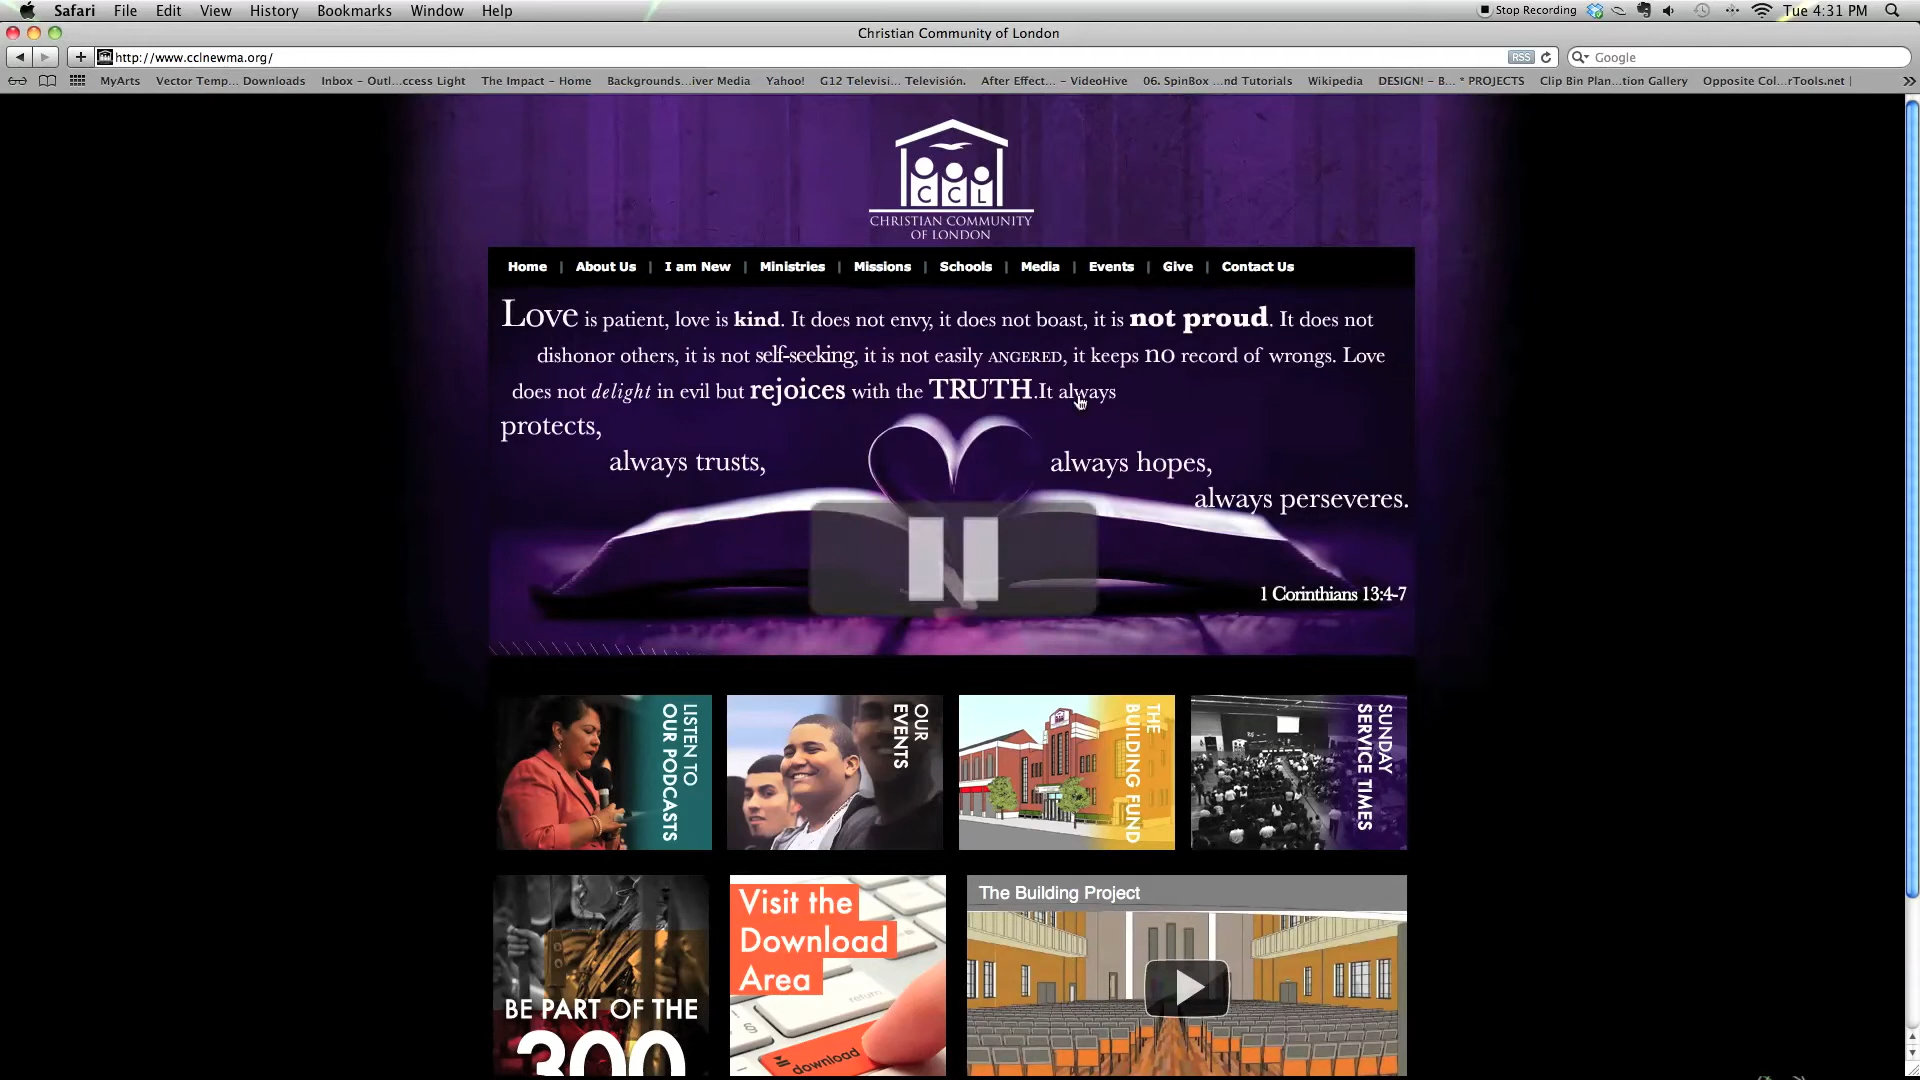 Safari File Edit View History Bookmarks Window Help Stop Recording Tue 4:31 PM
Christian Community of London
http://www.cclnewma.org/ RSS Google
MyArts Vector Temp... Downloads Inbox - Outl...ccess Light The Impact - Home Backgrounds...iver Media Yahoo! G12 Televisi... Televisión. After Effect... - VideoHive 06. SpinBox ...nd Tutorials Wikipedia DESIGN! - B... * PROJECTS Clip Bin Plan...tion Gallery Opposite Col...rTools.net
CCL
CHRISTIAN COMMUNITY
OF LONDON
Home | About Us | I am New | Ministries | Missions | Schools | Media | Events | Give | Contact Us
Love is patient, love is kind. It does not envy, it does not boast, it is not proud. It does not
dishonor others, it is not self-seeking, it is not easily ANGERED, it keeps no record of wrongs. Love
does not delight in evil but rejoices with the TRUTH.It always
protects,
always trusts,
always hopes,
always perseveres.
1 Corinthians 13:4-7
LISTEN TO
OUR PODCASTS
OUR
EVENTS
THE
BUILDING FUND
SUNDAY
SERVICE TIMES
BE PART OF THE
300
Visit the
Download
Area
return
download
The Building Project